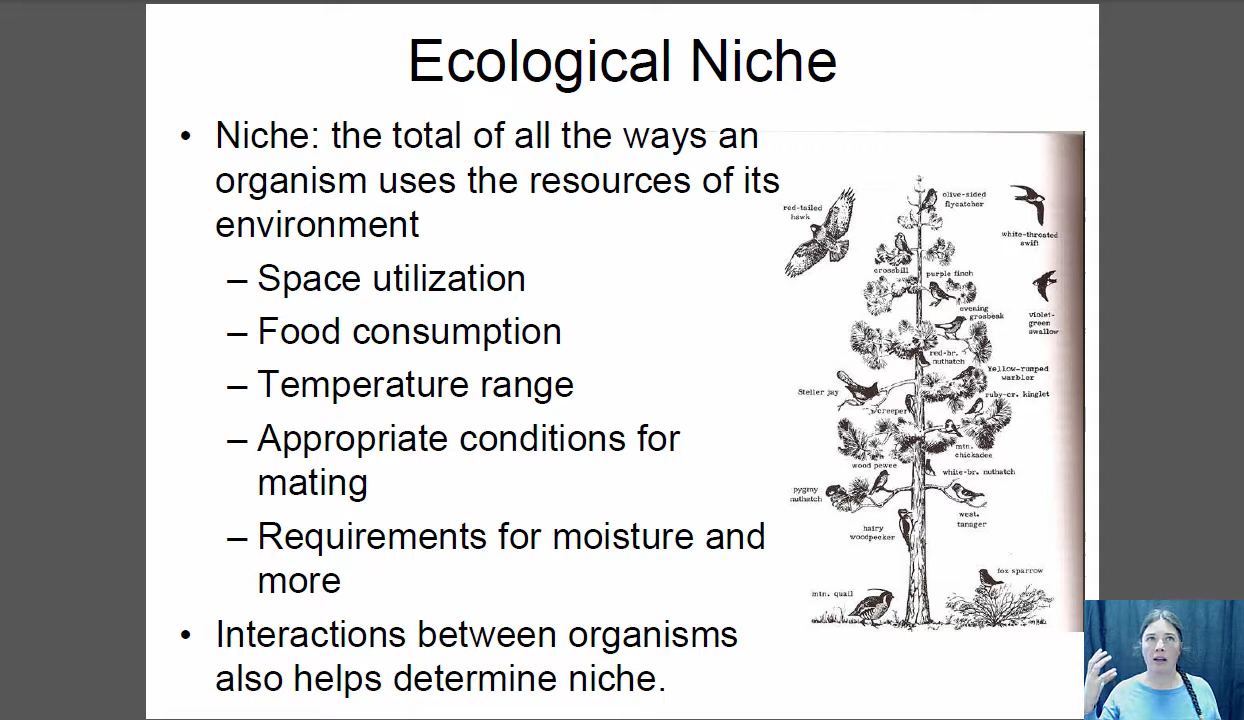 Ecological Niche
• Niche: the total of all the ways an
organism uses the resources of its
environment
– Space utilization
– Food consumption
– Temperature range
– Appropriate conditions for
mating
– Requirements for moisture and
more
• Interactions between organisms
also helps determine niche.
red-tailed
hawk
olive-sided
flycatcher
white-throated
swift
crossbill
purple finch
evening
grosbeak
violet-
green
swallow
red-br.
nuthatch
Yellow-rumped
warbler
Steller jay
creeper
ruby-cr. kinglet
mtn.
chickadee
wood pewee
white-br. nuthatch
pygmy
nuthatch
west.
tanager
hairy
woodpecker
fox sparrow
mtn. quail